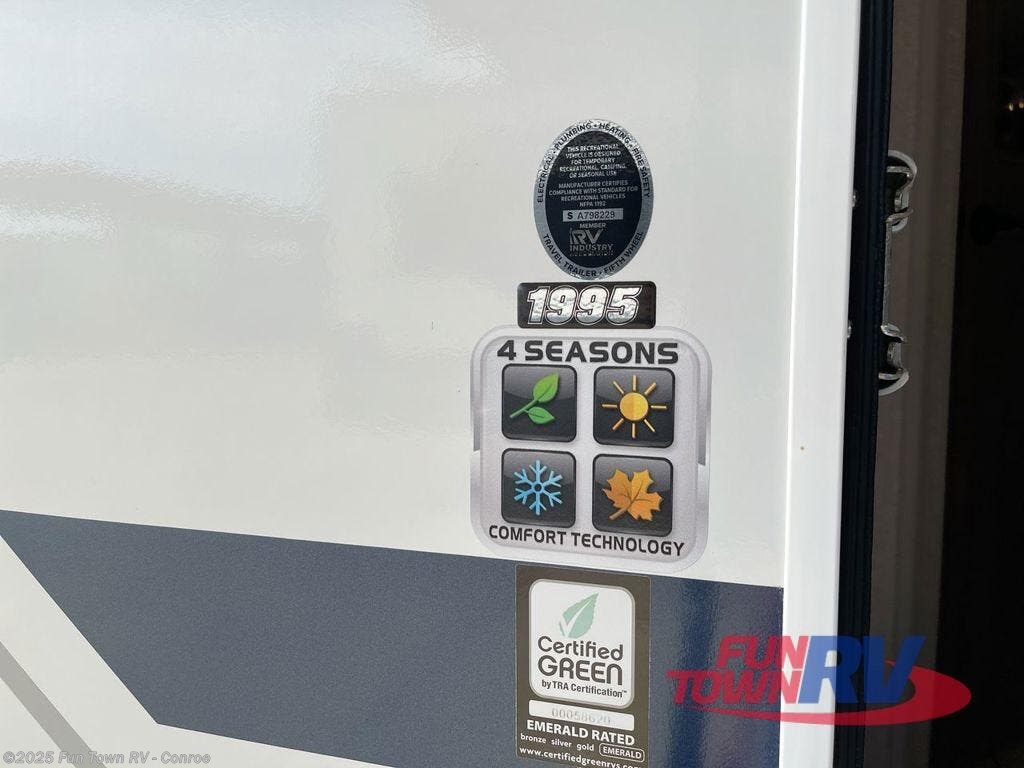 ELECTRICAL • PLUMBING • HEATING • FIRE SAFETY
THIS RECREATIONAL
VEHICLE IS DESIGNED
FOR TEMPORARY
RECREATIONAL, CAMPING,
OR SEASONAL USE
MANUFACTURER CERTIFIES
COMPLIANCE WITH STANDARD FOR
RECREATIONAL VEHICLES
NFPA 1192
S A798229
MEMBER
RV
INDUSTRY
ASSOCIATION
TRAVEL TRAILER • FIFTH WHEEL
1995
4 SEASONS
COMFORT TECHNOLOGY
Certified
GREEN
by TRA Certification™
00058620
EMERALD RATED
bronze silver gold EMERALD
www.certifiedgreenrvs.com
FUN
TOWN
RV
©2025 Fun Town RV - Conroe